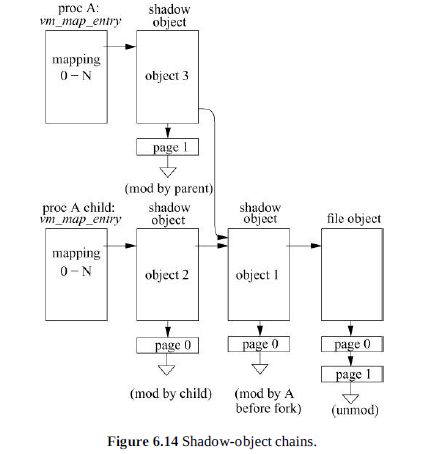 proc A:
vm_map_entry
shadow
object
mapping
0 – N
object 3
page 1
(mod by parent)
proc A child:
vm_map_entry
shadow
object
shadow
object
file object
mapping
0 – N
object 2
object 1
page 0
page 0
page 0
page 1
(mod by child)
(mod by A
before fork)
(unmod)
Figure 6.14 Shadow-object chains.